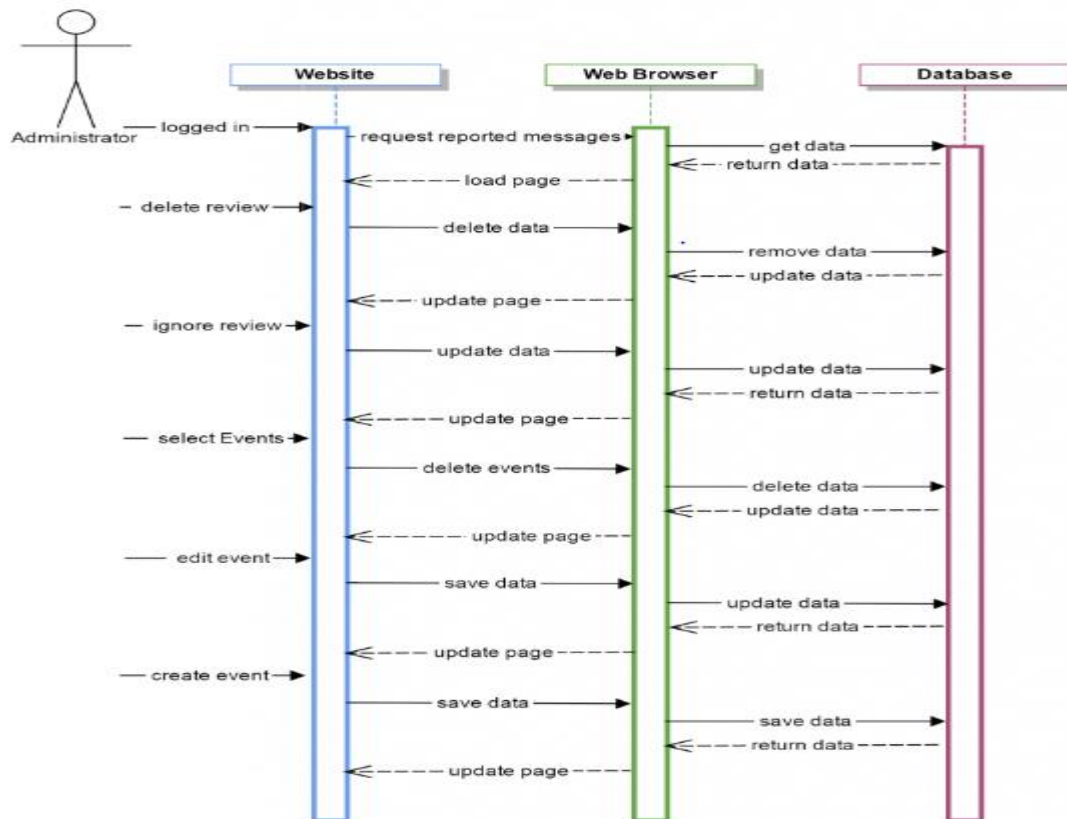 Website
Web Browser
Database
Administrator
logged in
request reported messages
get data
return data
load page
delete review
delete data
remove data
update data
update page
ignore review
update data
update data
return data
update page
select Events
delete events
delete data
update data
update page
edit event
save data
update data
return data
update page
create event
save data
save data
return data
update page